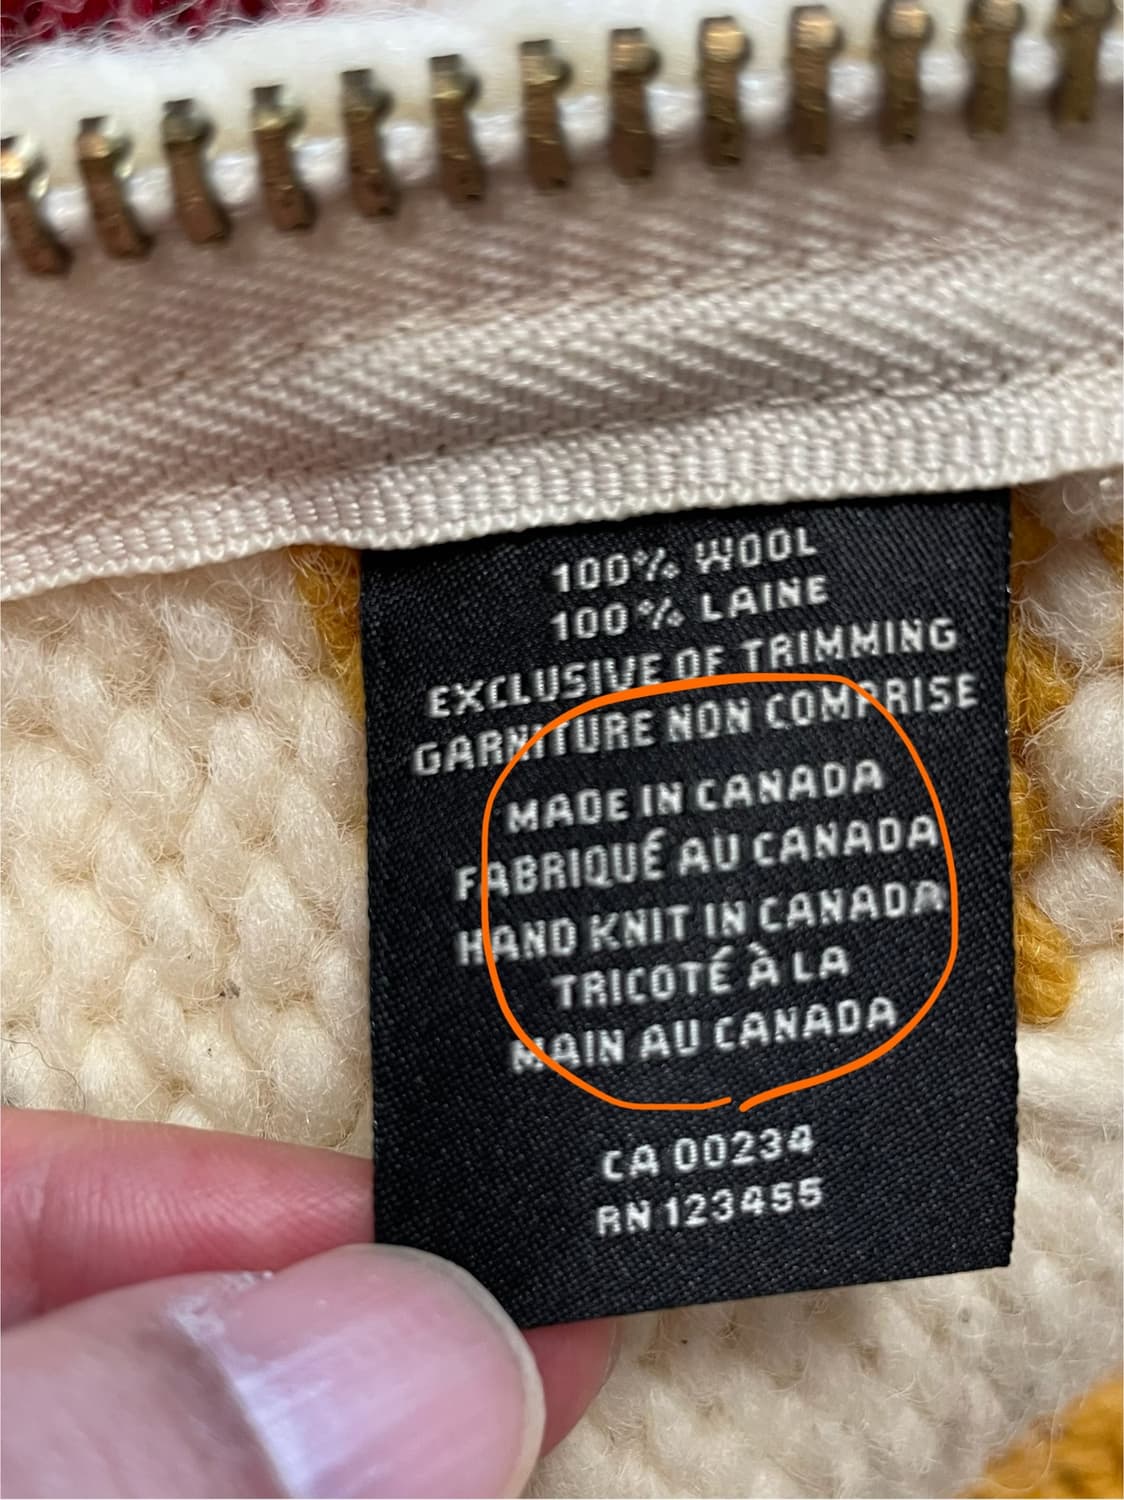 100% WOOL
100% LAINE
EXCLUSIVE OF TRIMMING
GARNITURE NON COMPRISE
MADE IN CANADA
FABRIQUÉ AU CANADA
HAND KNIT IN CANADA
TRICOTÉ À LA
MAIN AU CANADA
CA 00234
RN 123455